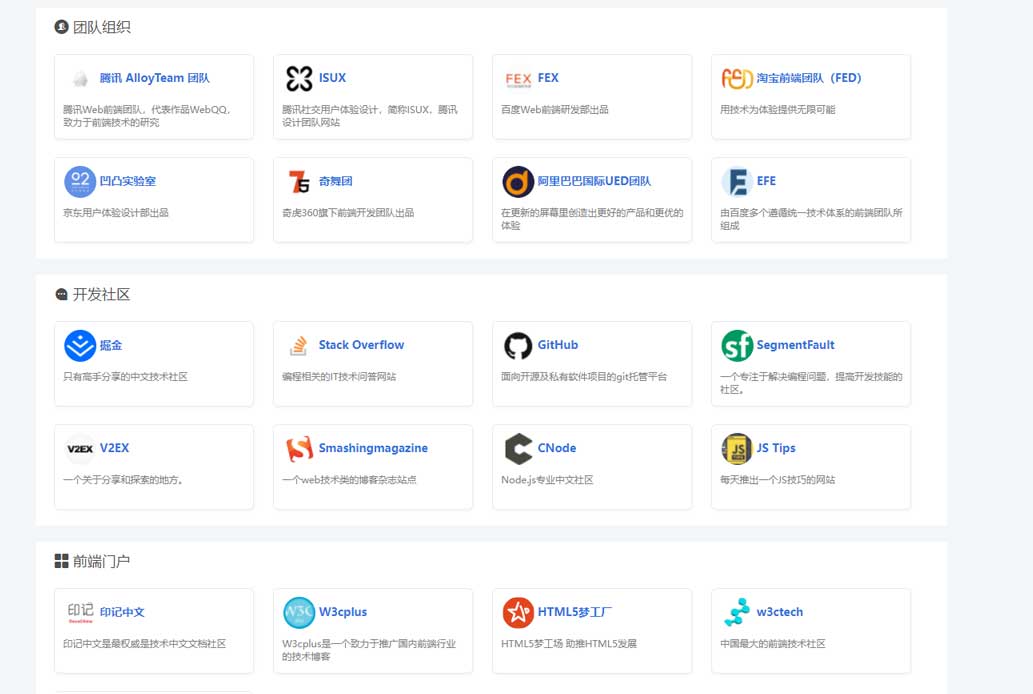 团队组织
腾讯 AlloyTeam 团队
腾讯Web前端团队，代表作品WebQQ，
致力于前端技术的研究
ISUX
腾讯社交用户体验设计，简称ISUX，腾讯
设计团队网站
FEX
FEX
百度Web前端研发部出品
淘宝前端团队（FED）
用技术为体验提供无限可能
凹凸实验室
京东用户体验设计部出品
75
奇舞团
奇虎360旗下前端开发团队出品
阿里巴巴国际UED团队
在更新的屏幕里创造出更好的产品和更优的
体验
EFE
由百度多个遵循统一技术体系的前端团队所
组成
开发社区
掘金
只有高手分享的中文技术社区
Stack Overflow
编程相关的IT技术问答网站
GitHub
面向开源及私有软件项目的git托管平台
sf
SegmentFault
一个专注于解决编程问题，提高开发技能的
社区。
V2EX
V2EX
一个关于分享和探索的地方。
Smashingmagazine
一个web技术类的博客杂志站点
CNode
Node.js专业中文社区
JS
JS Tips
每天推出一个JS技巧的网站
前端门户
印记
印记中文
印记中文是最权威是技术中文文档社区
W3C
W3cplus
W3cplus是一个致力于推广国内前端行业
的技术博客
HTML5梦工厂
HTML5梦工场 助推HTML5发展
w3ctech
中国最大的前端技术社区